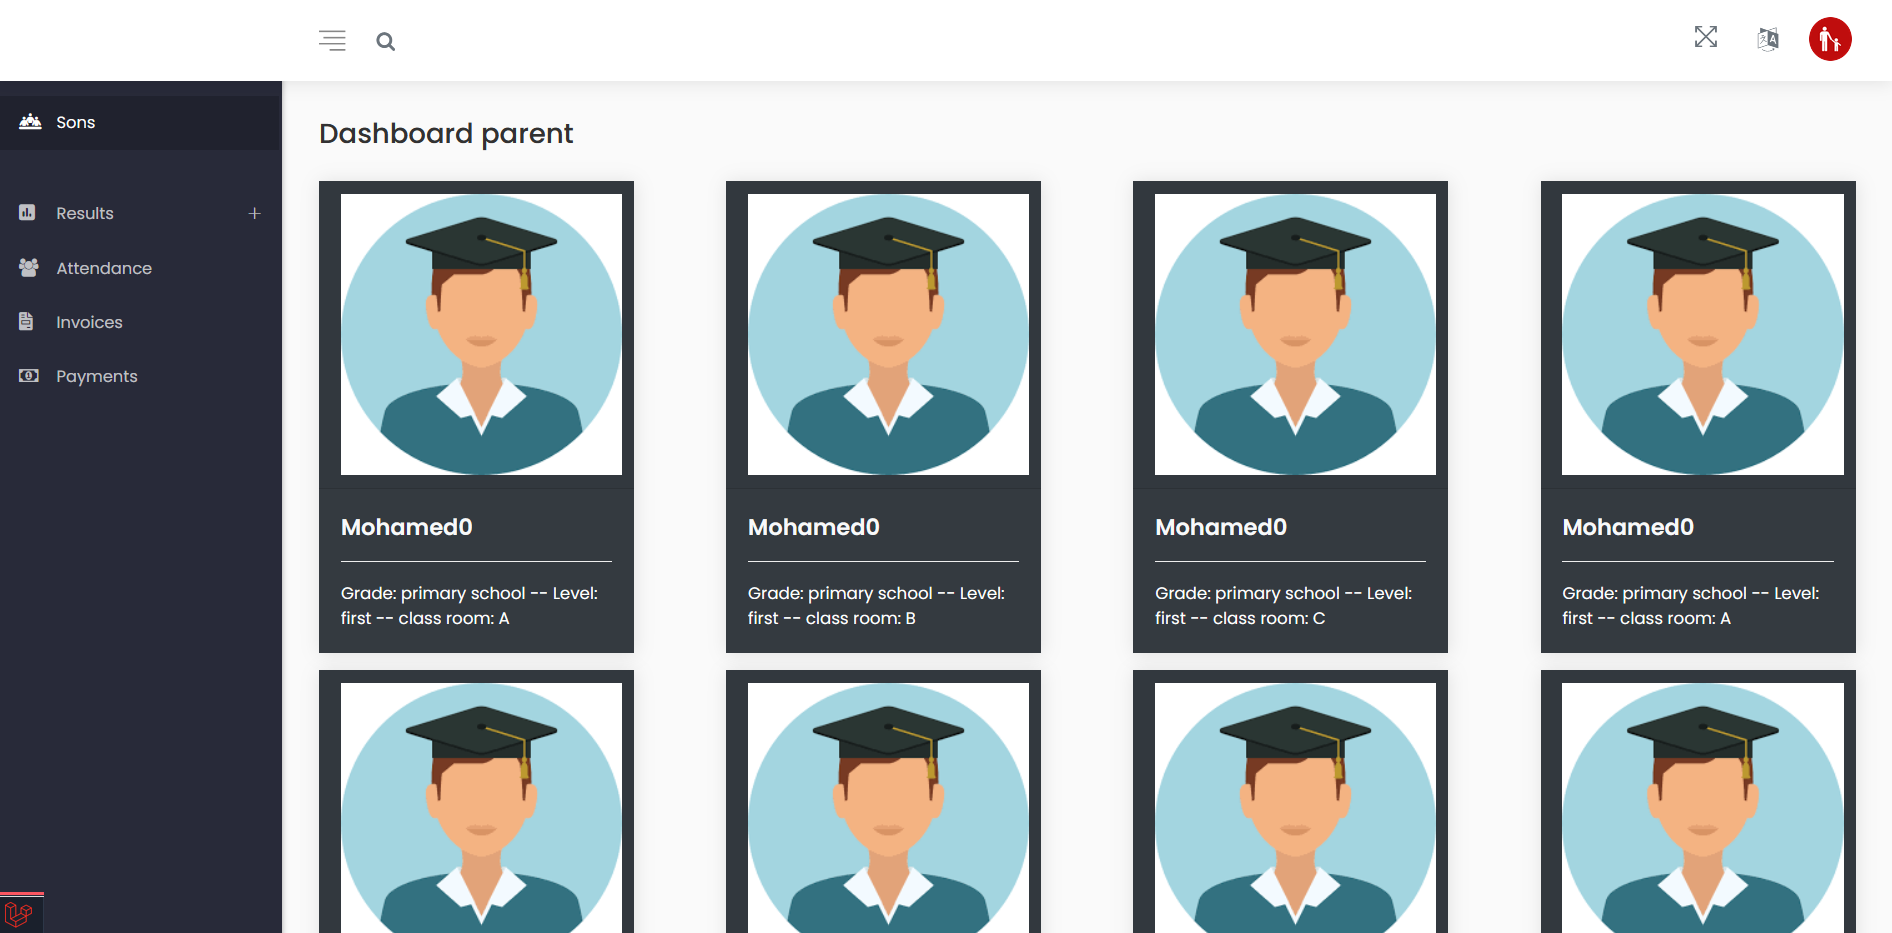 Sons
Results
Attendance
Invoices
Payments
Dashboard parent
Mohamed0
Grade: primary school -- Level:
first -- class room: A
Mohamed0
Grade: primary school -- Level:
first -- class room: B
Mohamed0
Grade: primary school -- Level:
first -- class room: C
Mohamed0
Grade: primary school -- Level:
first -- class room: A